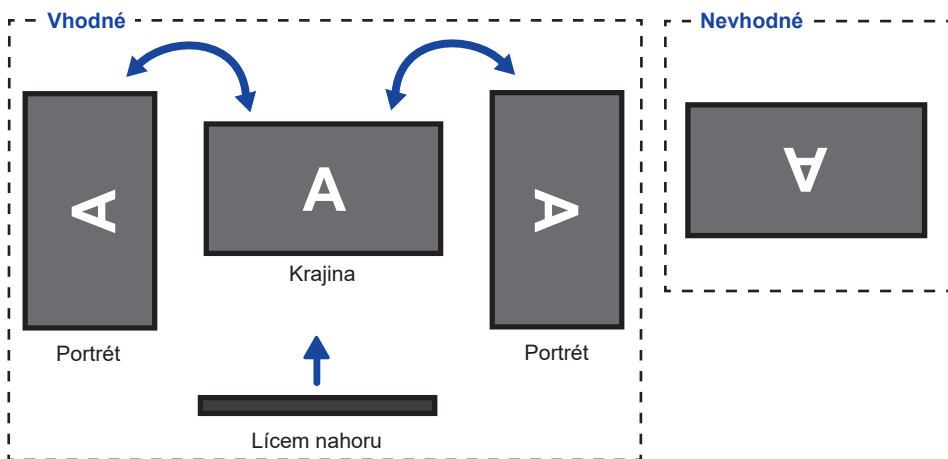 Vhodné
Nevhodné
A
A
A
A
Krajina
Portrét
Portrét
Lícem nahoru